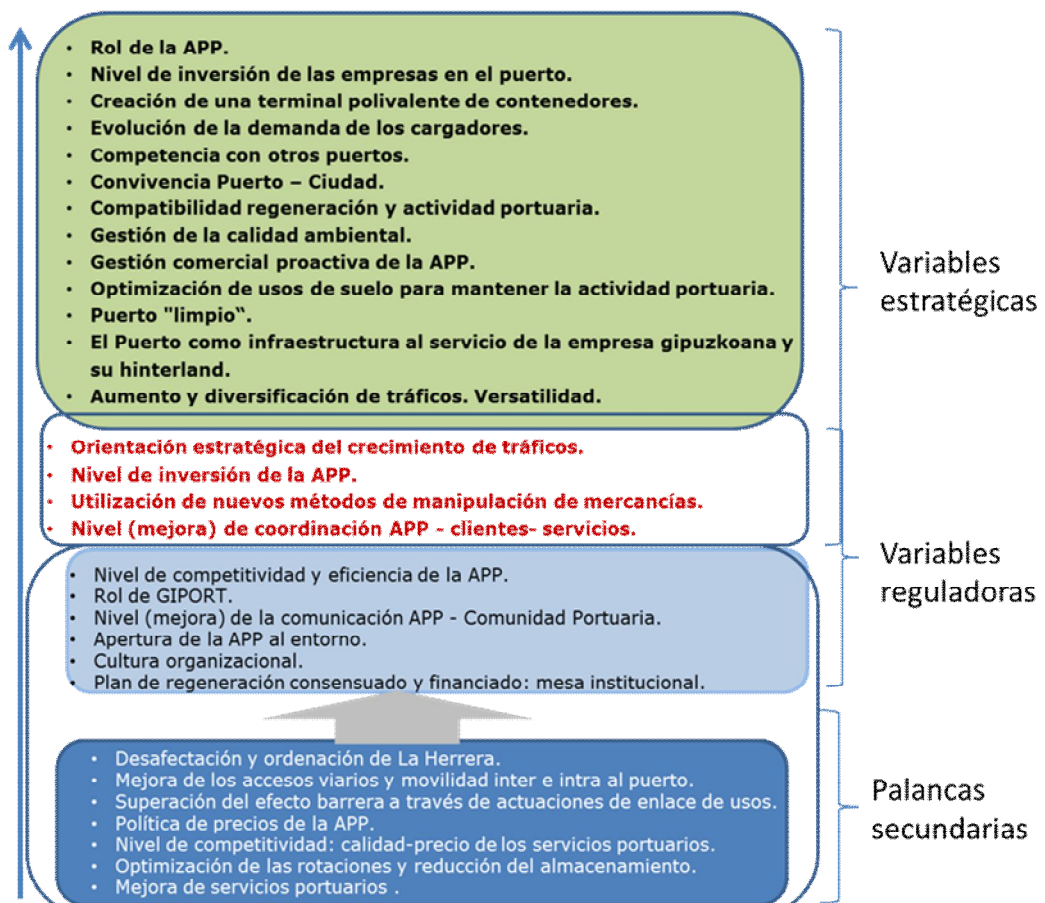 • Rol de la APP.
• Nivel de inversión de las empresas en el puerto.
• Creación de una terminal polivalente de contenedores.
• Evolución de la demanda de los cargadores.
• Competencia con otros puertos.
• Convivencia Puerto – Ciudad.
• Compatibilidad regeneración y actividad portuaria.
• Gestión de la calidad ambiental.
• Gestión comercial proactiva de la APP.
• Optimización de usos de suelo para mantener la actividad portuaria.
• Puerto "limpio“.
• El Puerto como infraestructura al servicio de la empresa gipuzkoana y
su hinterland.
• Aumento y diversificación de tráficos. Versatilidad.
Variables
estratégicas
• Orientación estratégica del crecimiento de tráficos.
• Nivel de inversión de la APP.
• Utilización de nuevos métodos de manipulación de mercancías.
• Nivel (mejora) de coordinación APP - clientes- servicios.
• Nivel de competitividad y eficiencia de la APP.
• Rol de GIPORT.
• Nivel (mejora) de la comunicación APP - Comunidad Portuaria.
• Apertura de la APP al entorno.
• Cultura organizacional.
• Plan de regeneración consensuado y financiado: mesa institucional.
Variables
reguladoras
• Desafectación y ordenación de La Herrera.
• Mejora de los accesos viarios y movilidad inter e intra al puerto.
• Superación del efecto barrera a través de actuaciones de enlace de usos.
• Política de precios de la APP.
• Nivel de competitividad: calidad-precio de los servicios portuarios.
• Optimización de las rotaciones y reducción del almacenamiento.
• Mejora de servicios portuarios .
Palancas
secundarias